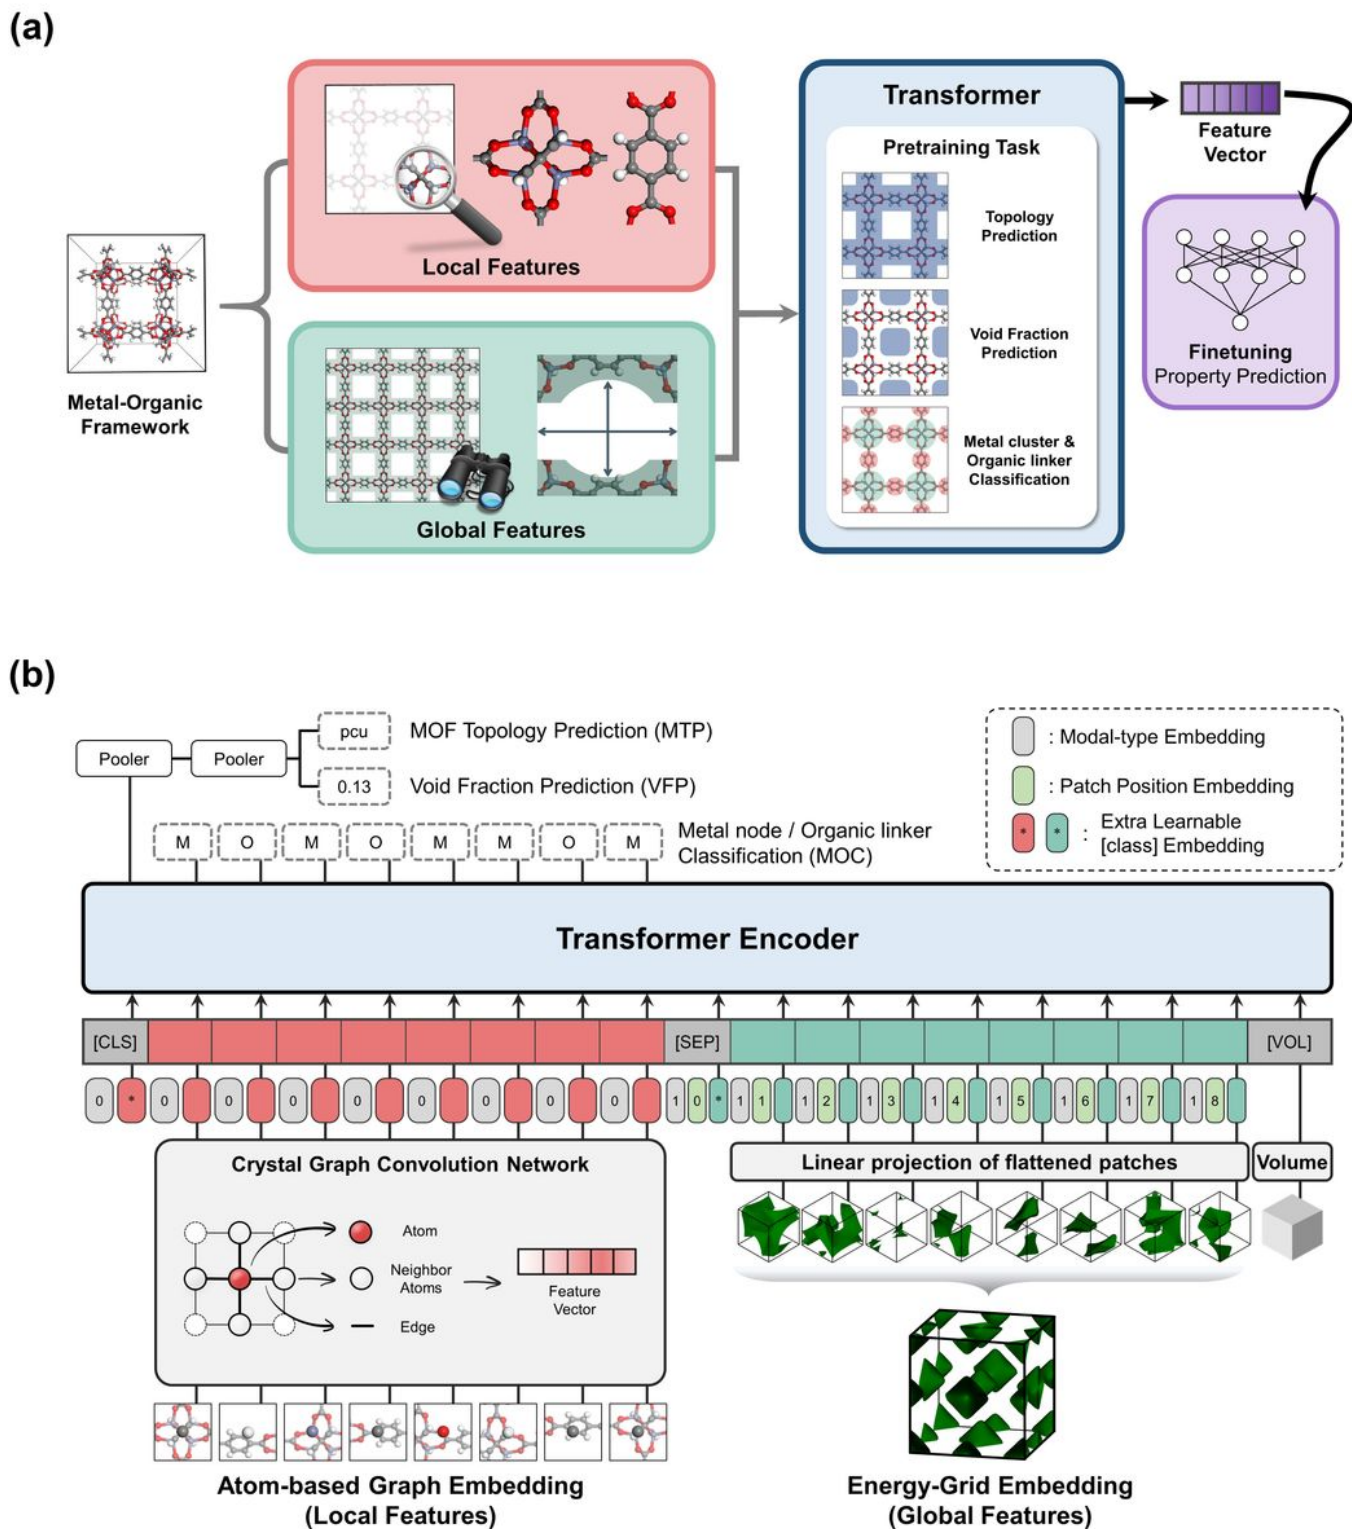 (a)
Local Features
Metal-Organic
Framework
Global Features
Transformer
Pretraining Task
Topology
Prediction
Void Fraction
Prediction
Metal cluster &
Organic linker
Classification
Feature
Vector
Finetuning
Property Prediction
(b)
Pooler
Pooler
pcu
MOF Topology Prediction (MTP)
0.13
Void Fraction Prediction (VFP)
M O M O M M O M
Metal node / Organic linker
Classification (MOC)
: Modal-type Embedding
: Patch Position Embedding
* * : Extra Learnable
[class] Embedding
Transformer Encoder
[CLS] [SEP] [VOL]
0 * 0 0 0 0 0 0 0 0 1 0 * 1 1 1 2 1 3 1 4 1 5 1 6 1 7 1 8
Crystal Graph Convolution Network
Atom
Neighbor
Atoms
Edge
Feature
Vector
Linear projection of flattened patches
Volume
Atom-based Graph Embedding
(Local Features)
Energy-Grid Embedding
(Global Features)